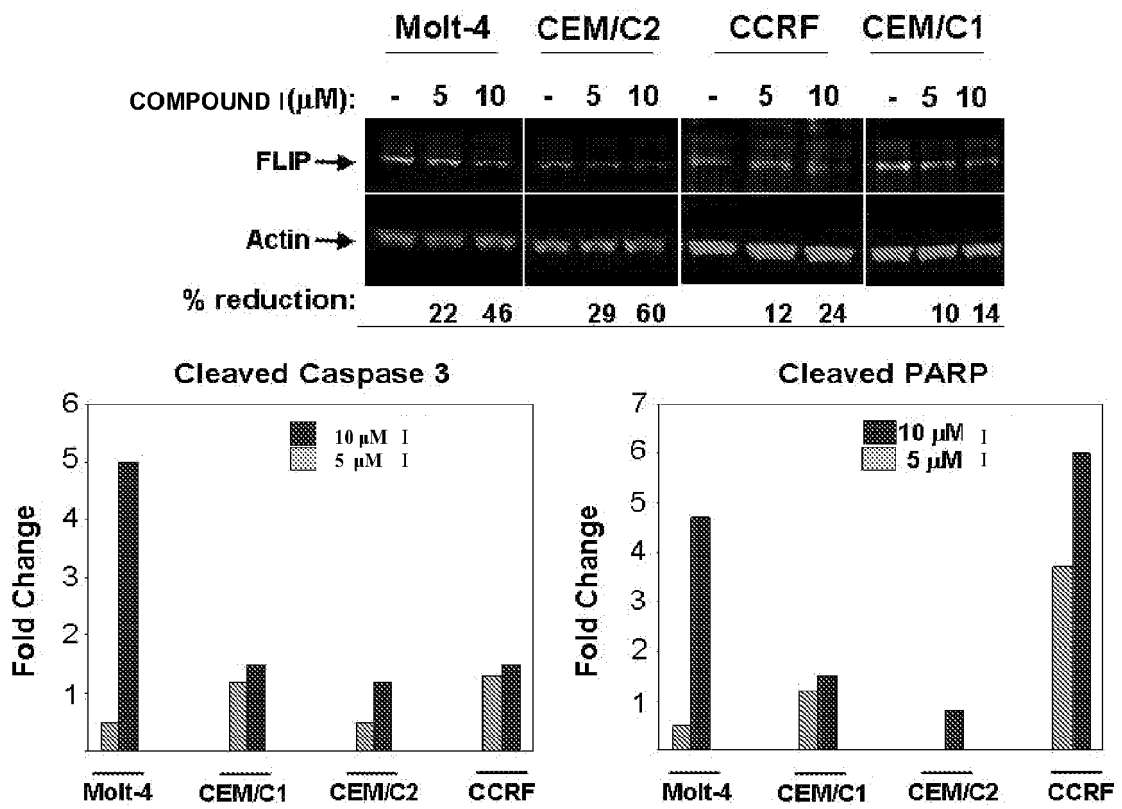 Molt-4 CEM/C2 CCRF CEM/C1
COMPOUND I(µM): - 5 10 - 5 10 - 5 10 - 5 10
FLIP
Actin
% reduction: 22 46 29 60 12 24 10 14
Cleaved Caspase 3
6
5
4
3
2
1
Fold Change
10 µM I
5 µM I
Molt-4 CEM/C1 CEM/C2 CCRF
Cleaved PARP
7
6
5
4
3
2
1
Fold Change
10 µM I
5 µM I
Molt-4 CEM/C1 CEM/C2 CCRF